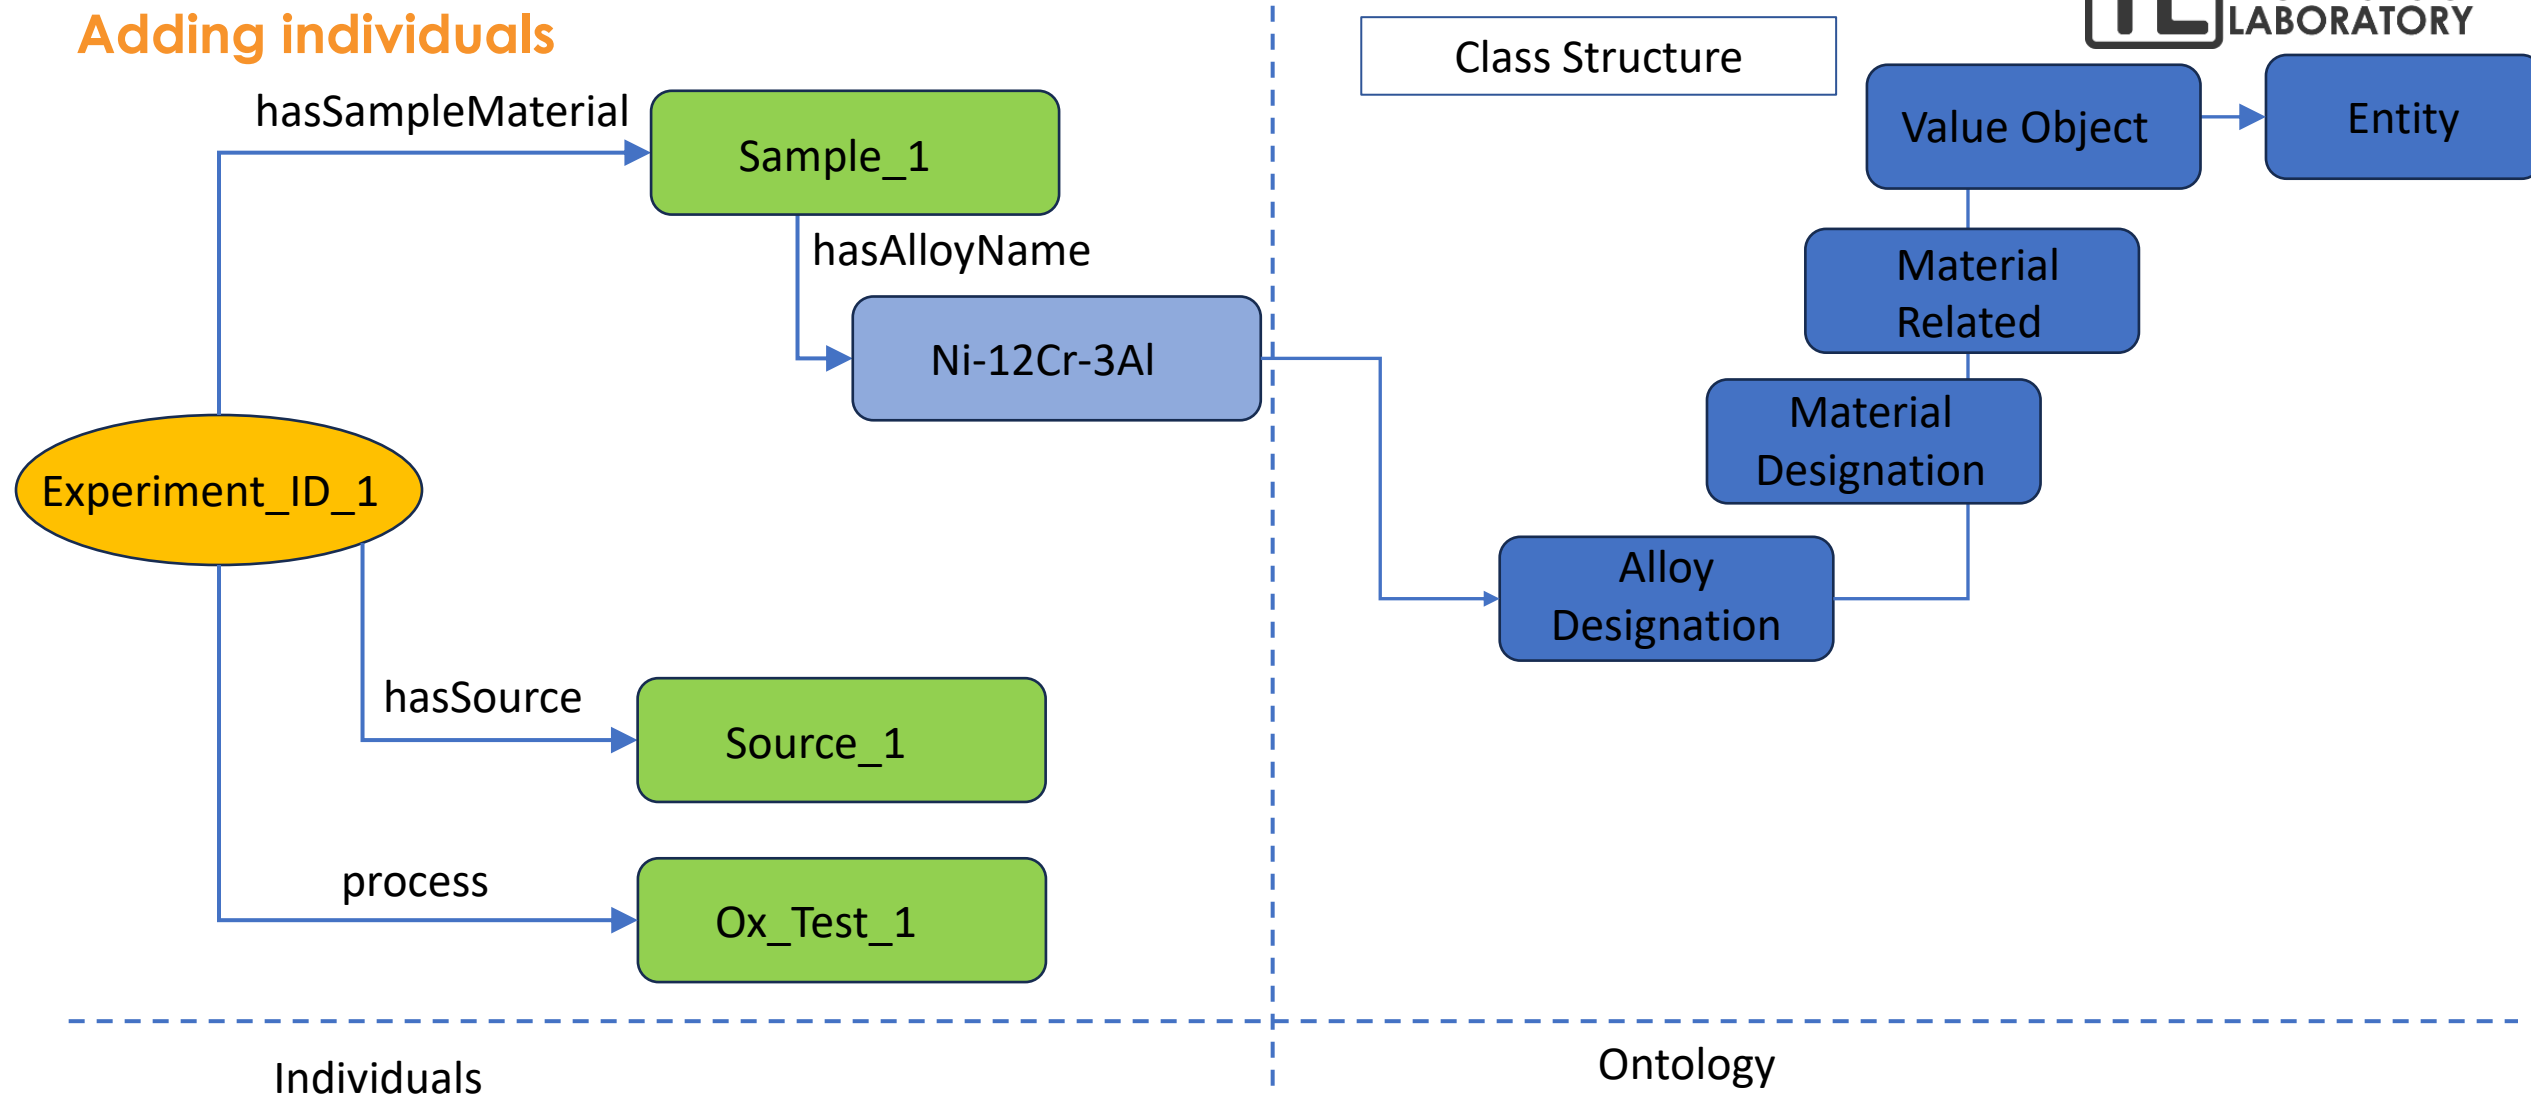 Adding individuals
LABORATORY
Class Structure
hasSampleMaterial
Sample_1
Value Object
Entity
hasAlloyName
Material
Related
Ni-12Cr-3Al
Material
Designation
Experiment_ID_1
Alloy
Designation
hasSource
Source_1
process
Ox_Test_1
Individuals
Ontology